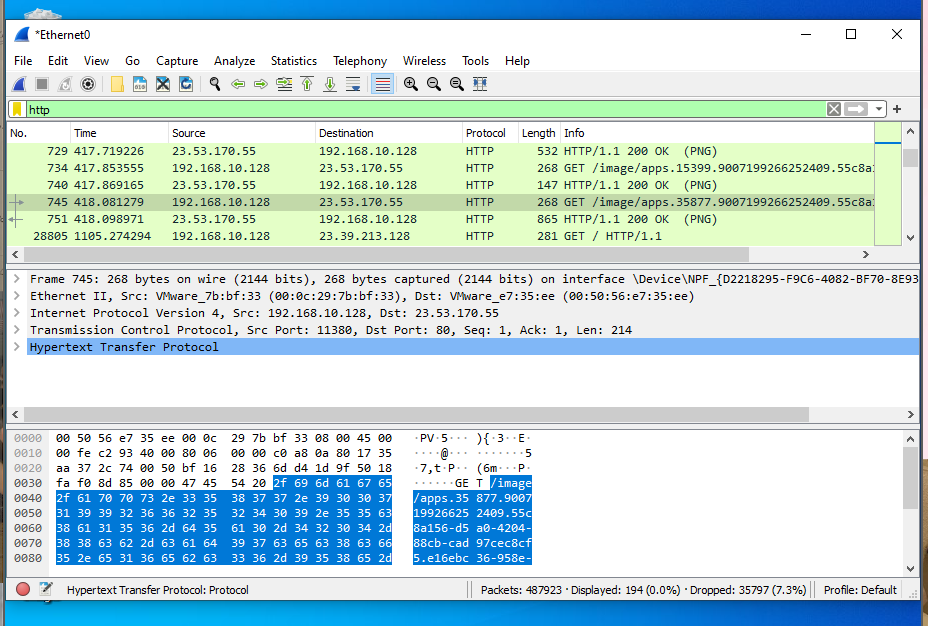 *Ethernet0
File Edit View Go Capture Analyze Statistics Telephony Wireless Tools Help
http
No. Time Source Destination Protocol Length Info
729 417.719226 23.53.170.55 192.168.10.128 HTTP 532 HTTP/1.1 200 OK (PNG)
734 417.853555 192.168.10.128 23.53.170.55 HTTP 268 GET /image/apps.15399.9007199266252409.55c8a1
740 417.869165 23.53.170.55 192.168.10.128 HTTP 147 HTTP/1.1 200 OK (PNG)
745 418.081279 192.168.10.128 23.53.170.55 HTTP 268 GET /image/apps.35877.9007199266252409.55c8a1
751 418.098971 23.53.170.55 192.168.10.128 HTTP 865 HTTP/1.1 200 OK (PNG)
28805 1105.274294 192.168.10.128 23.39.213.128 HTTP 281 GET / HTTP/1.1
Frame 745: 268 bytes on wire (2144 bits), 268 bytes captured (2144 bits) on interface \Device\NPF_{D2218295-F9C6-4082-BF70-8E93
Ethernet II, Src: VMware_7b:bf:33 (00:0c:29:7b:bf:33), Dst: VMware_e7:35:ee (00:50:56:e7:35:ee)
Internet Protocol Version 4, Src: 192.168.10.128, Dst: 23.53.170.55
Transmission Control Protocol, Src Port: 11380, Dst Port: 80, Seq: 1, Ack: 1, Len: 214
Hypertext Transfer Protocol
0000 00 50 56 e7 35 ee 00 0c 29 7b bf 33 08 00 45 00 ·PV·5··· ){·3··E·
0010 00 fe c2 93 40 00 80 06 00 00 c0 a8 0a 80 17 35 ····@··· ·······5
0020 aa 37 2c 74 00 50 bf 16 28 36 6d d4 1d 9f 50 18 ·7,t·P·· (6m···P·
0030 fa f0 8d 85 00 00 47 45 54 20 2f 69 6d 61 67 65 ······GE T /image
0040 2f 61 70 70 73 2e 33 35 38 37 37 2e 39 30 30 37 /apps.35 877.9007
0050 31 39 39 32 36 36 32 35 32 34 30 39 2e 35 35 63 19926625 2409.55c
0060 38 61 31 35 36 2d 64 35 61 30 2d 34 32 30 34 2d 8a156-d5 a0-4204-
0070 38 38 63 62 2d 63 61 64 39 37 63 65 63 38 63 66 88cb-cad 97cec8cf
0080 35 2e 65 31 36 65 62 63 33 36 2d 39 35 38 65 2d 5.e16ebc 36-958e-
Hypertext Transfer Protocol: Protocol Packets: 487923 · Displayed: 194 (0.0%) · Dropped: 35797 (7.3%) Profile: Default